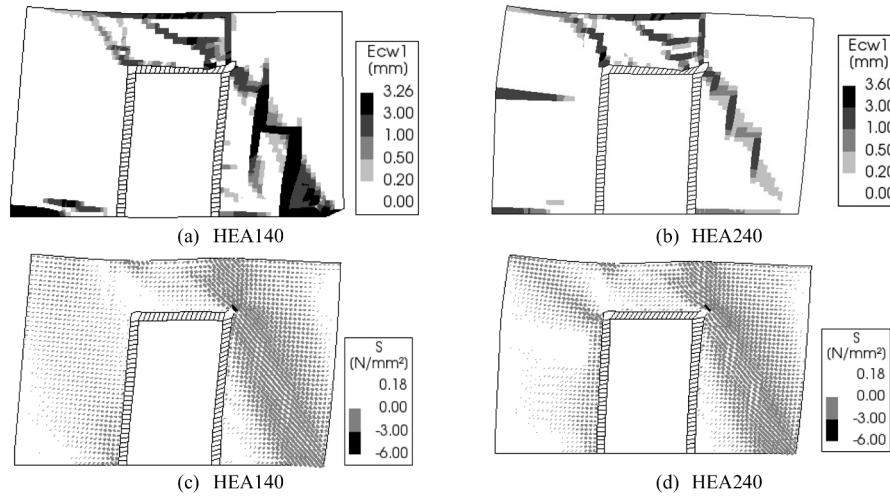 Ecw1
(mm)
3.26
3.00
1.00
0.50
0.20
0.00
Ecw1
(mm)
3.60
3.00
1.00
0.50
0.20
0.00
(a) HEA140
(b) HEA240
S
(N/mm²)
0.18
0.00
-3.00
-6.00
S
(N/mm²)
0.18
0.00
-3.00
-6.00
(c) HEA140
(d) HEA240